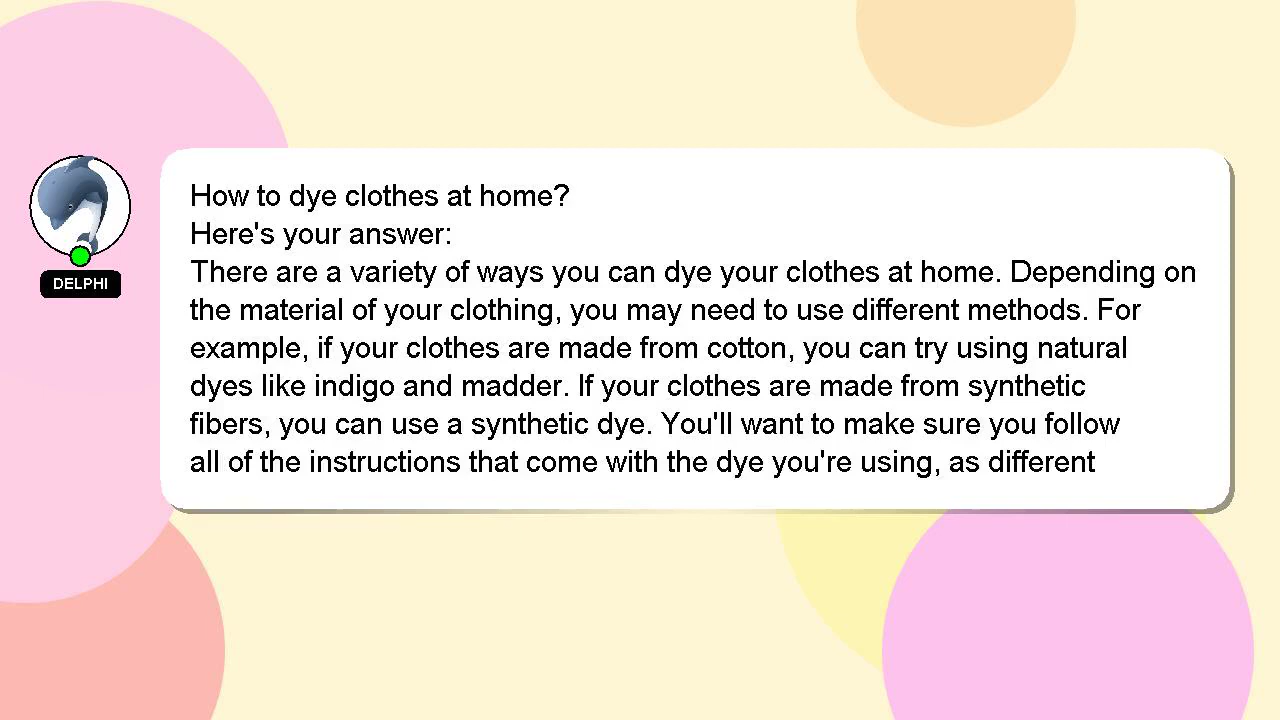 How to dye clothes at home?
Here's your answer:
There are a variety of ways you can dye your clothes at home. Depending on
the material of your clothing, you may need to use different methods. For
example, if your clothes are made from cotton, you can try using natural
dyes like indigo and madder. If your clothes are made from synthetic
fibers, you can use a synthetic dye. You'll want to make sure you follow
all of the instructions that come with the dye you're using, as different
DELPHI